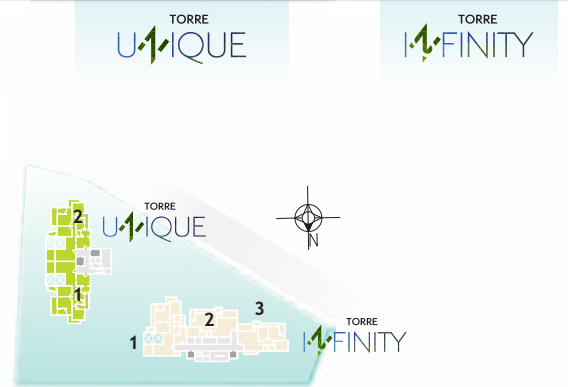 TORRE
UNIQUE
TORRE
INFINITY
2
TORRE
UNIQUE
N
1
3
2
1
TORRE
INFINITY